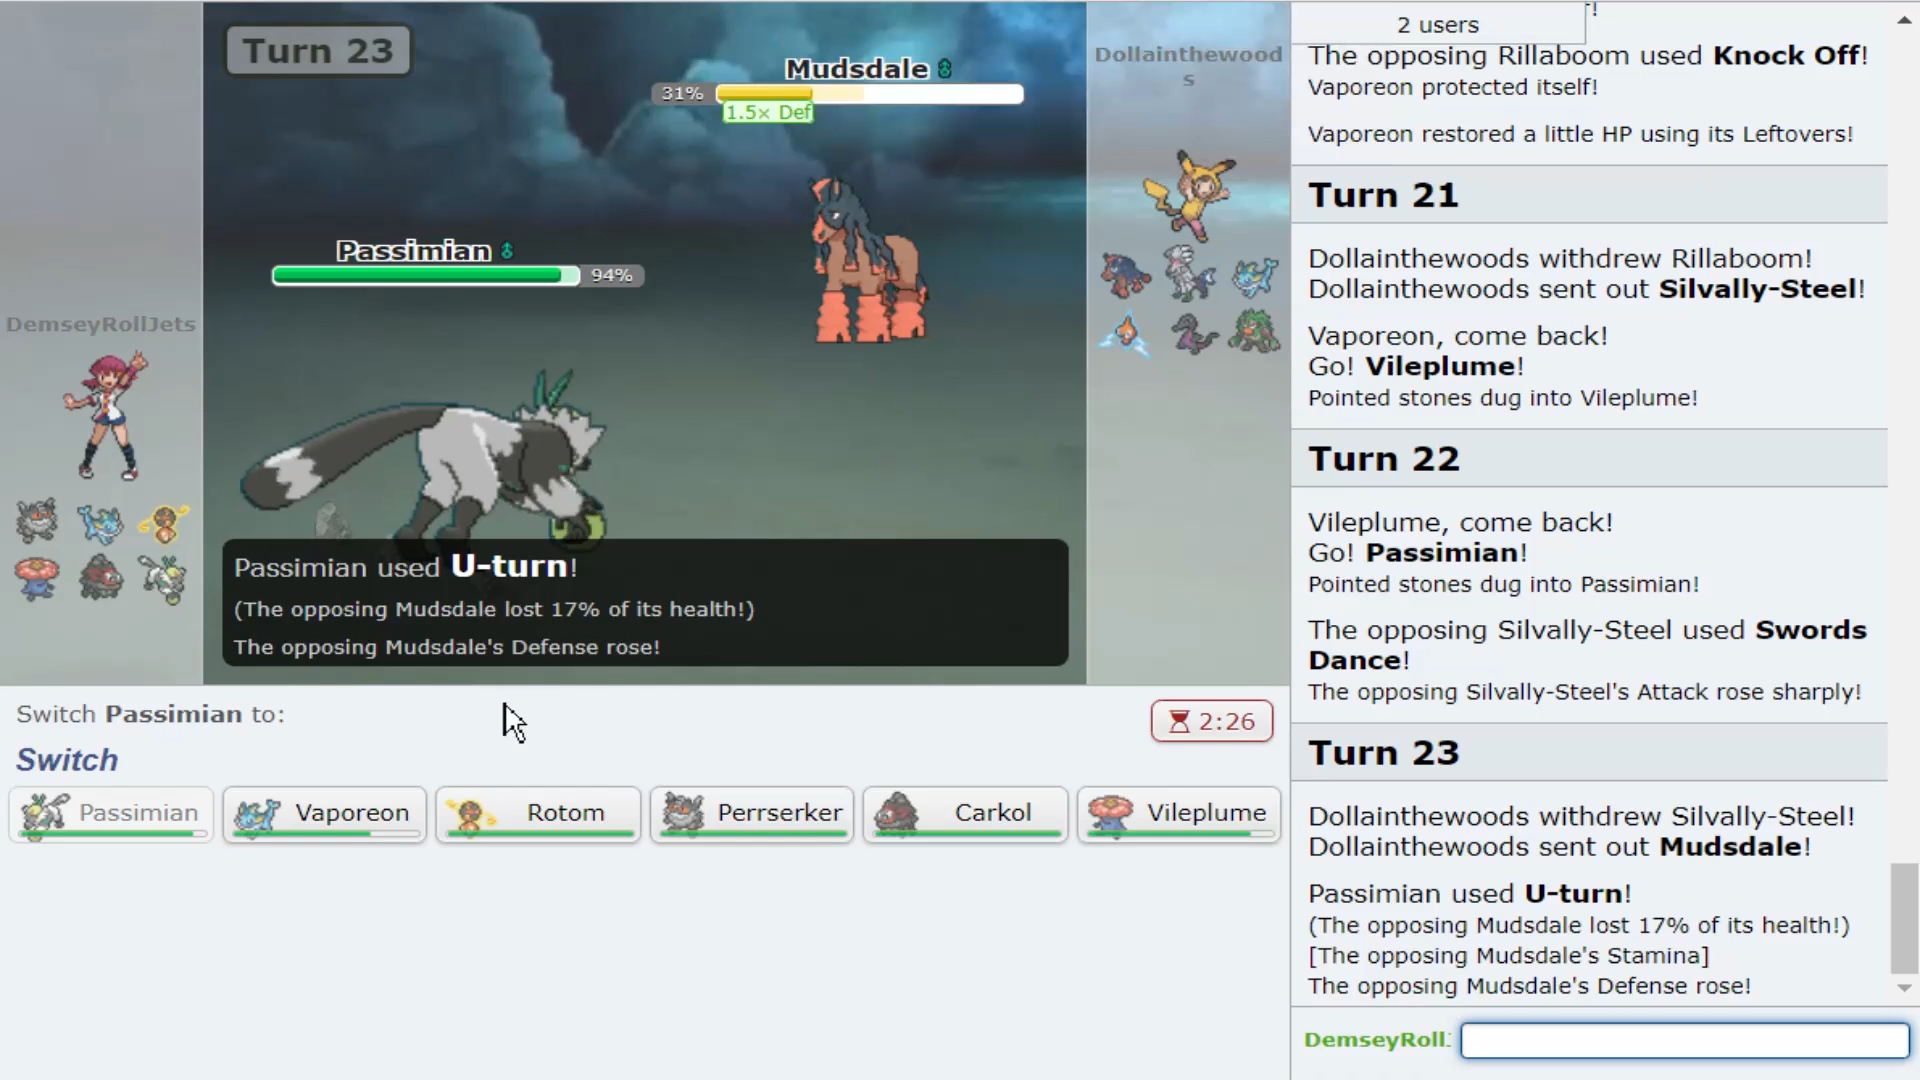 Turn 23
Mudsdale
31%
1.5× Def
Passimian
94%
DemseyRollJets
Dollainthewood
s
Passimian used U-turn!
(The opposing Mudsdale lost 17% of its health!)
The opposing Mudsdale's Defense rose!
Switch Passimian to:
2:26
Switch
Passimian
Vaporeon
Rotom
Perrserker
Carkol
Vileplume
2 users
The opposing Rillaboom used Knock Off!
Vaporeon protected itself!
Vaporeon restored a little HP using its Leftovers!
Turn 21
Dollainthewoods withdrew Rillaboom!
Dollainthewoods sent out Silvally-Steel!
Vaporeon, come back!
Go! Vileplume!
Pointed stones dug into Vileplume!
Turn 22
Vileplume, come back!
Go! Passimian!
Pointed stones dug into Passimian!
The opposing Silvally-Steel used Swords
Dance!
The opposing Silvally-Steel's Attack rose sharply!
Turn 23
Dollainthewoods withdrew Silvally-Steel!
Dollainthewoods sent out Mudsdale!
Passimian used U-turn!
(The opposing Mudsdale lost 17% of its health!)
[The opposing Mudsdale's Stamina]
The opposing Mudsdale's Defense rose!
DemseyRoll